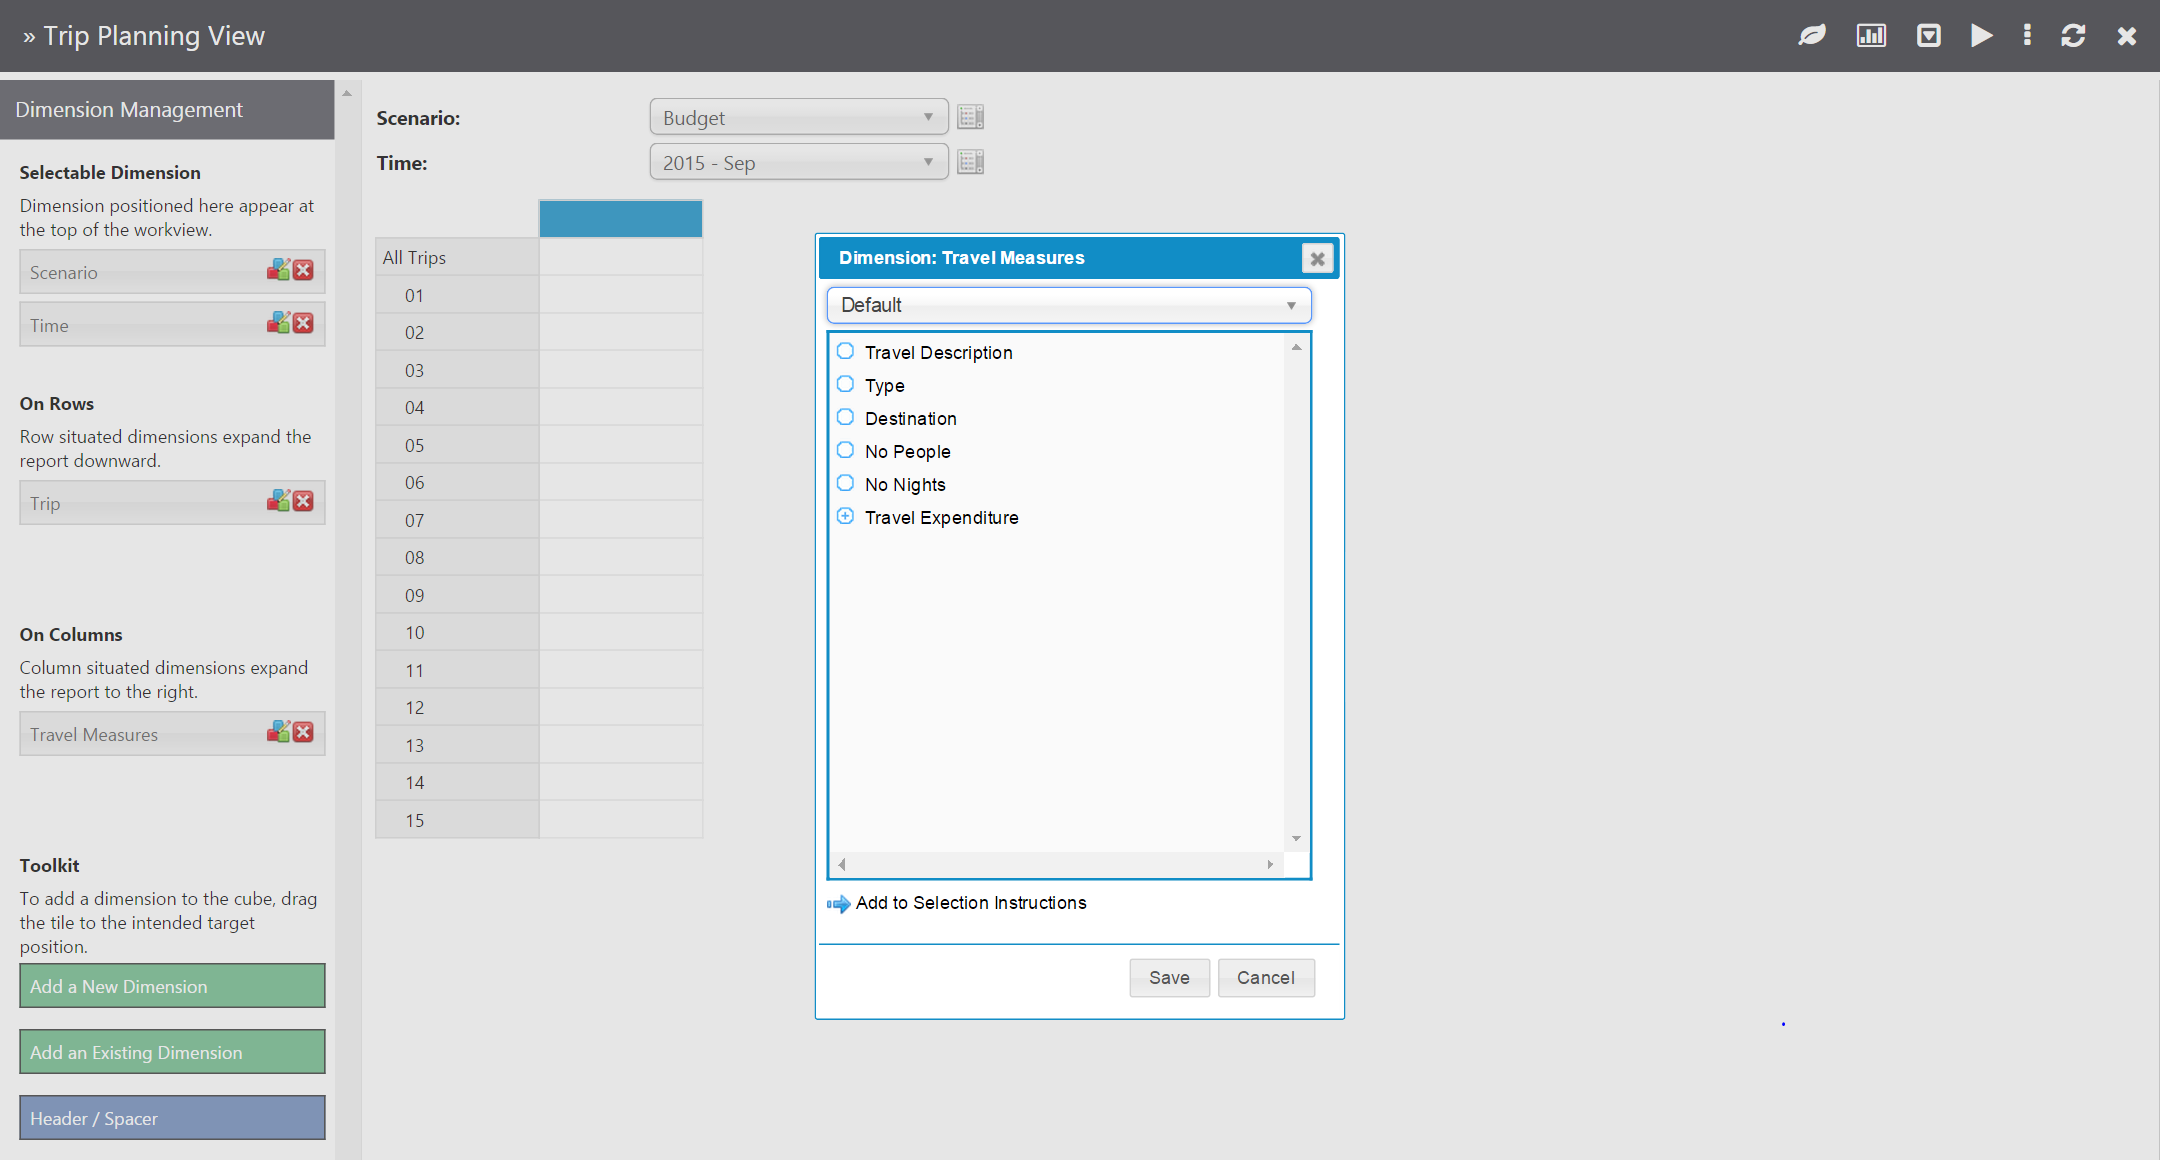 » Trip Planning View
Dimension Management
Selectable Dimension
Dimension positioned here appear at
the top of the workview.
Scenario
Time
On Rows
Row situated dimensions expand the
report downward.
Trip
On Columns
Column situated dimensions expand
the report to the right.
Travel Measures
Toolkit
To add a dimension to the cube, drag
the tile to the intended target
position.
Add a New Dimension
Add an Existing Dimension
Header / Spacer
Scenario: Budget
Time: 2015 - Sep
All Trips
01
02
03
04
05
06
07
08
09
10
11
12
13
14
15
Dimension: Travel Measures
Default
Travel Description
Type
Destination
No People
No Nights
Travel Expenditure
Add to Selection Instructions
Save Cancel